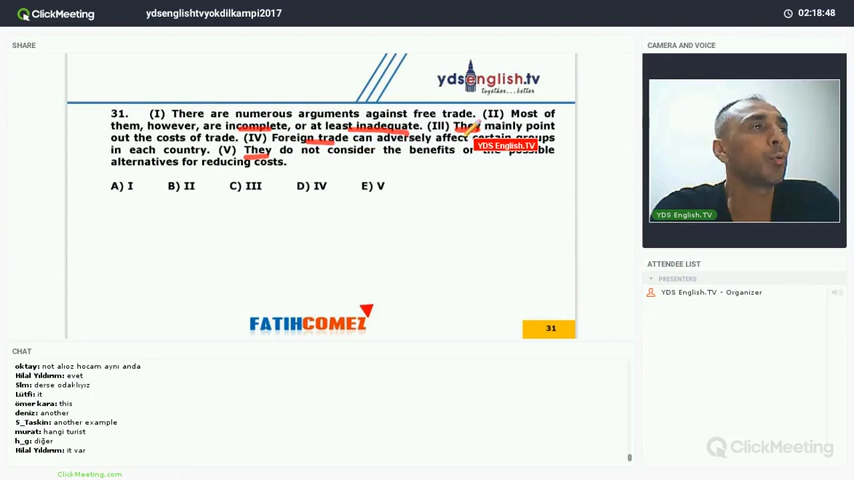 ClickMeeting
ydsenglishtvyokdilkampi2017
02:18:48
SHARE
CAMERA AND VOICE
ydsenglish.tv
together...better
31. (I) There are numerous arguments against free trade. (II) Most of
them, however, are incomplete, or at least inadequate. (III) They mainly point
out the costs of trade. (IV) Foreign trade can adversely affect certain groups
YDS English.TV
in each country. (V) They do not consider the benefits or the possible
alternatives for reducing costs.
A) I B) II C) III D) IV E) V
FATIHCOMEZ
31
YDS English.TV
ATTENDEE LIST
PRESENTERS
YDS English.TV - Organizer
CHAT
oktay: not alıoz hocam aynı anda
Hilal Yıldırım: evet
Slm: derse odaklıyız
Lütfi: it
ömer kara: this
deniz: another
S_Taskin: another example
murat: hangi turist
h_g: diğer
Hilal Yıldırım: it var
ClickMeeting
ClickMeeting.com